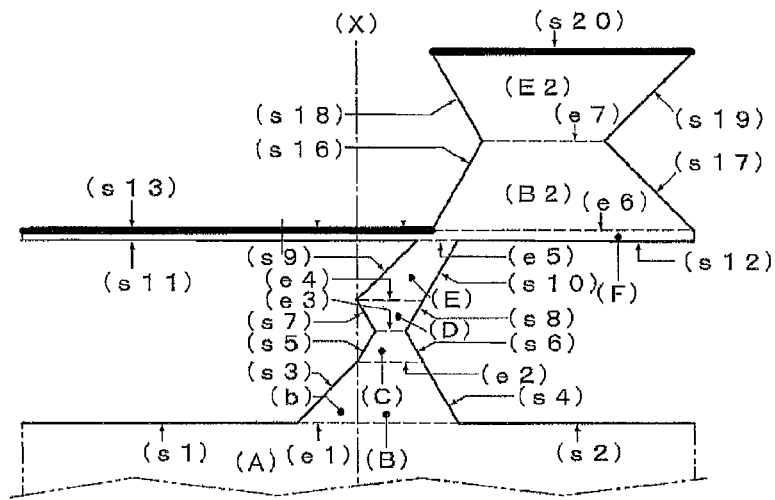 (X)
(s20)
(E2)
(s18)
(e7)
(s19)
(s16)
(s17)
(s13)
(B2)
(e6)
(s9)
(e5)
(s11)
(s12)
(e4)
(E)
(s10)
(F)
(e3)
(s7)
(D)
(s8)
(s5)
(s6)
(s3)
(e2)
(b)
(C)
(s4)
(s1)
(A)
(e1)
(B)
(s2)